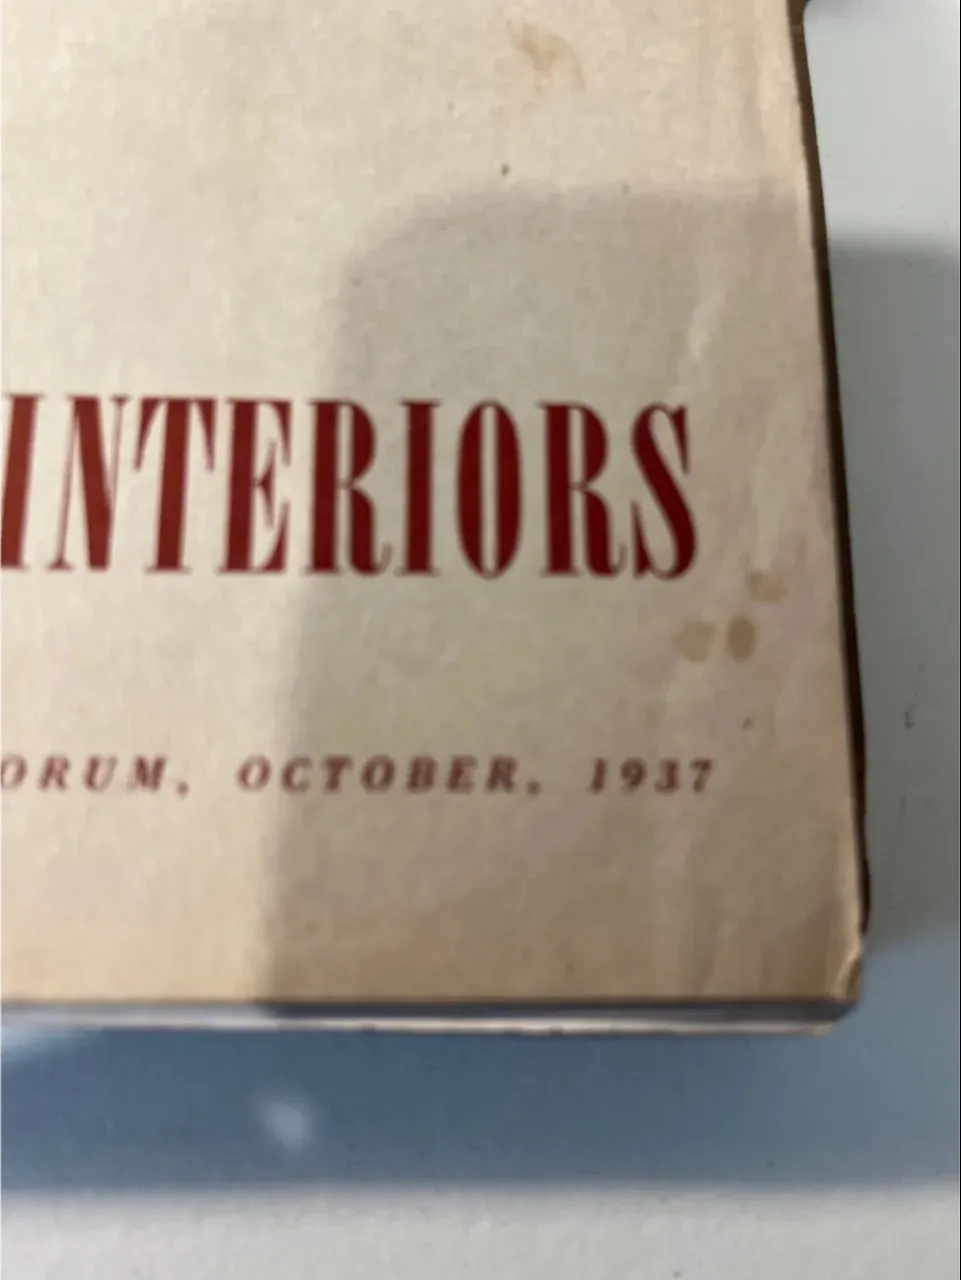 INTERIORS
ORUM, OCTOBER, 1937